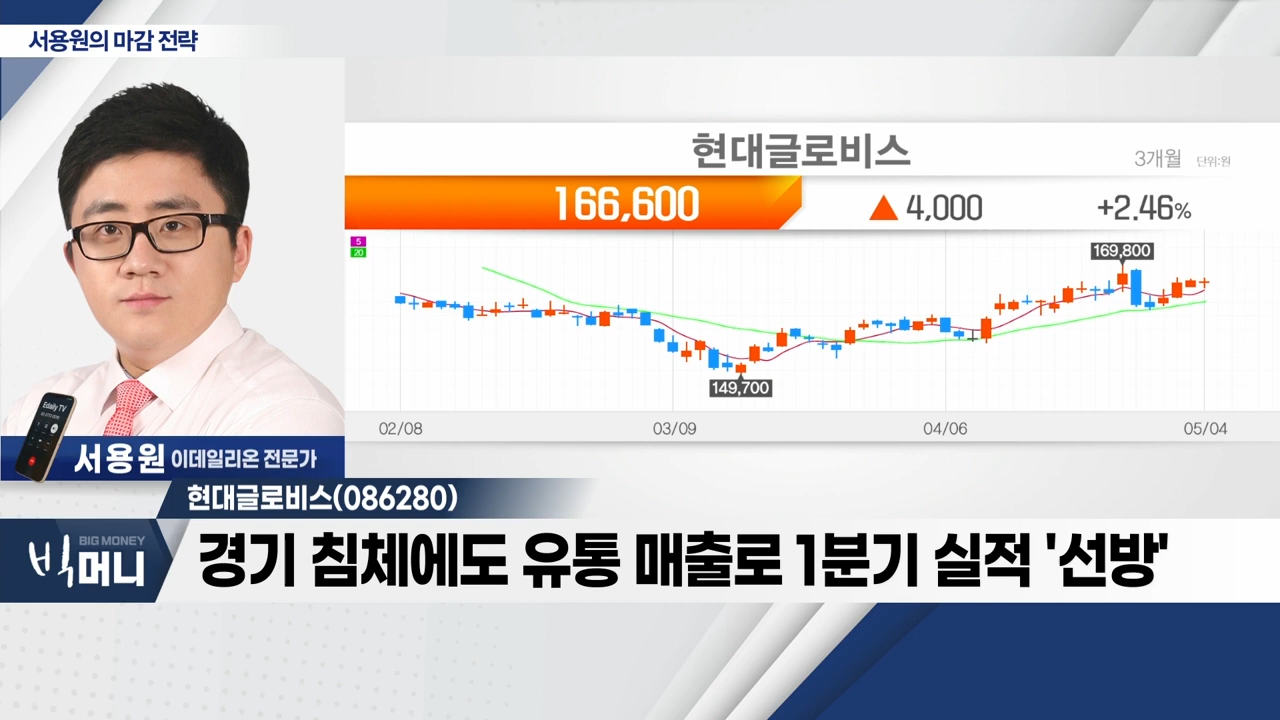 서용원의 마감 전략
현대글로비스
3개월 단위:원
166,600 ▲ 4,000 +2.46%
5
20
169,800
149,700
02/08 03/09 04/06 05/04
Edaily TV
서용원 이데일리온 전문가
현대글로비스(086280)
BIG MONEY
빅머니
경기 침체에도 유통 매출로 1분기 실적 '선방'